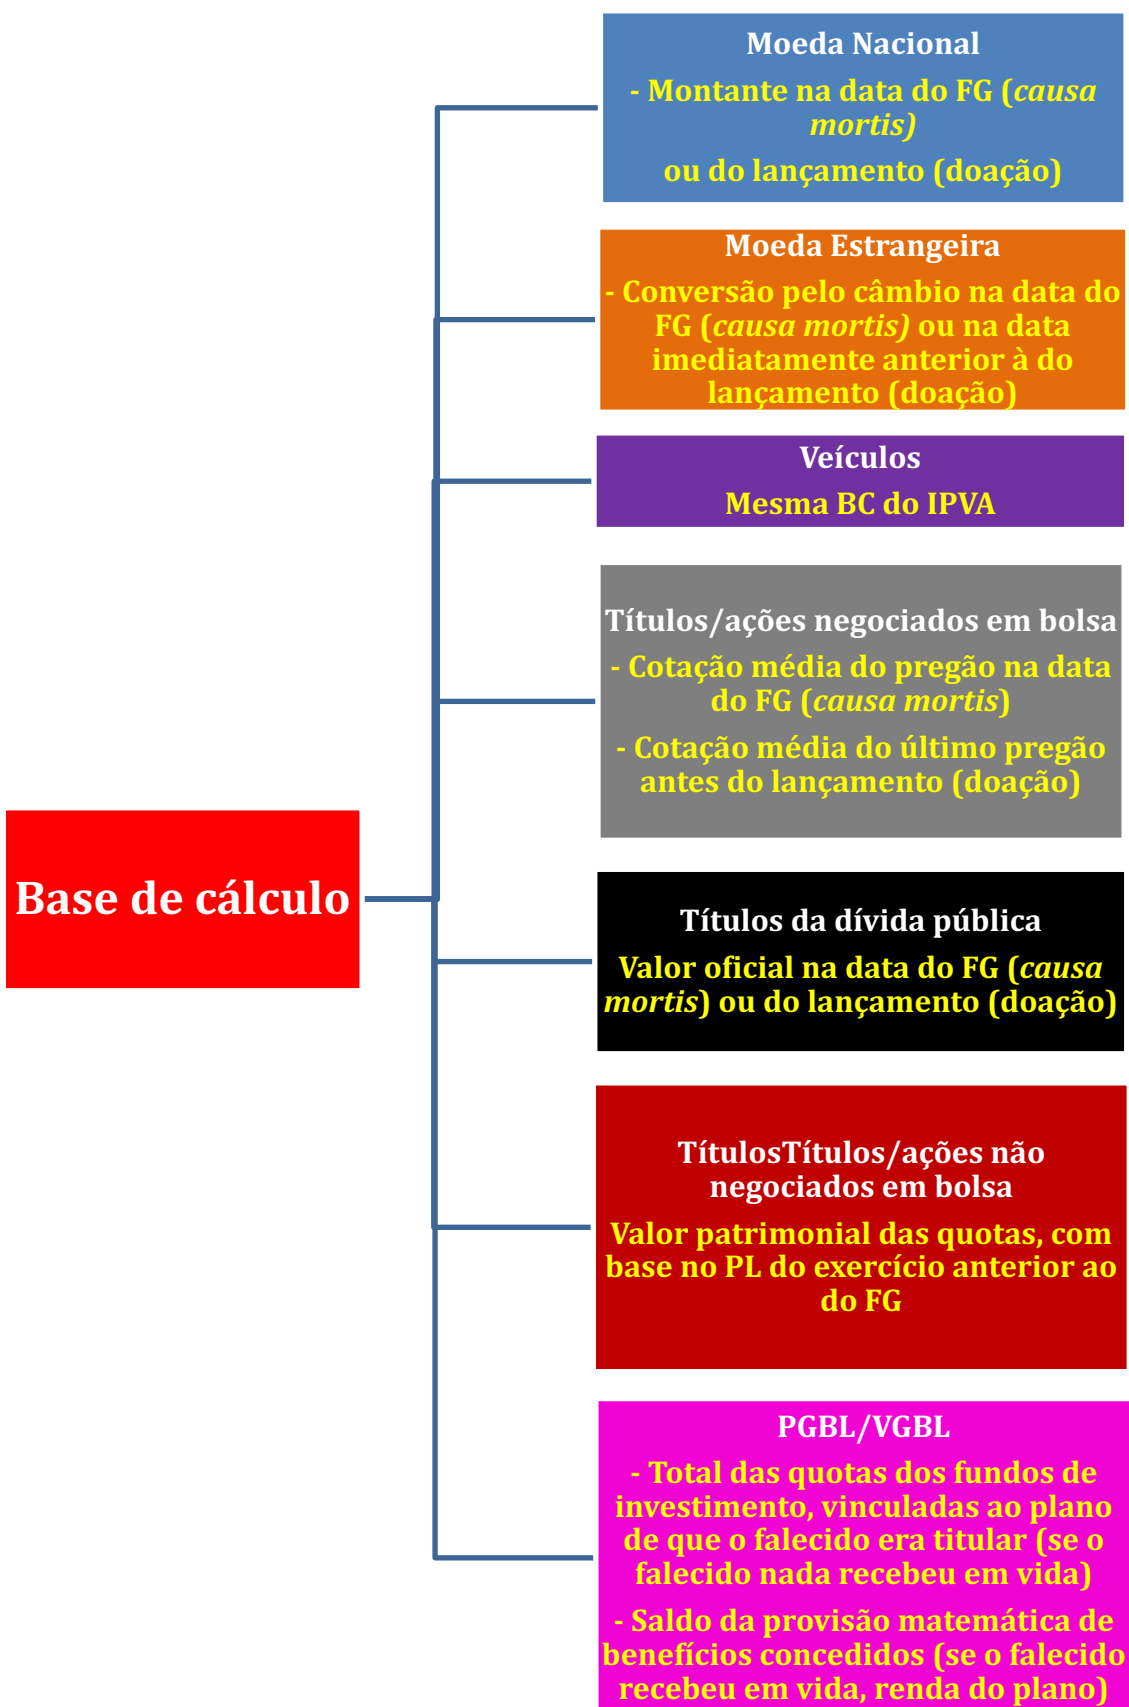 Moeda Nacional
- Montante na data do FG (causa
mortis)
ou do lançamento (doação)
Moeda Estrangeira
- Conversão pelo câmbio na data do
FG (causa mortis) ou na data
imediatamente anterior à do
lançamento (doação)
Veículos
Mesma BC do IPVA
Títulos/ações negociados em bolsa
- Cotação média do pregão na data
do FG (causa mortis)
- Cotação média do último pregão
antes do lançamento (doação)
Base de cálculo
Títulos da dívida pública
Valor oficial na data do FG (causa
mortis) ou do lançamento (doação)
TítulosTítulos/ações não
negociados em bolsa
Valor patrimonial das quotas, com
base no PL do exercício anterior ao
do FG
PGBL/VGBL
- Total das quotas dos fundos de
investimento, vinculadas ao plano
de que o falecido era titular (se o
falecido nada recebeu em vida)
- Saldo da provisão matemática de
benefícios concedidos (se o falecido
recebeu em vida, renda do plano)